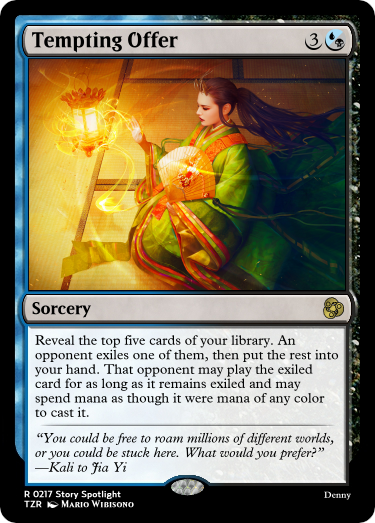 Tempting Offer 3
Sorcery
Reveal the top five cards of your library. An
opponent exiles one of them, then put the rest into
your hand. That opponent may play the exiled
card for as long as it remains exiled and may
spend mana as though it were mana of any color
to cast it.
“You could be free to roam millions of different worlds,
or you could be stuck here. What would you prefer?”
—Kali to Jia Yi
R 0217 Story Spotlight
Denny
TZR Mario Wibisono